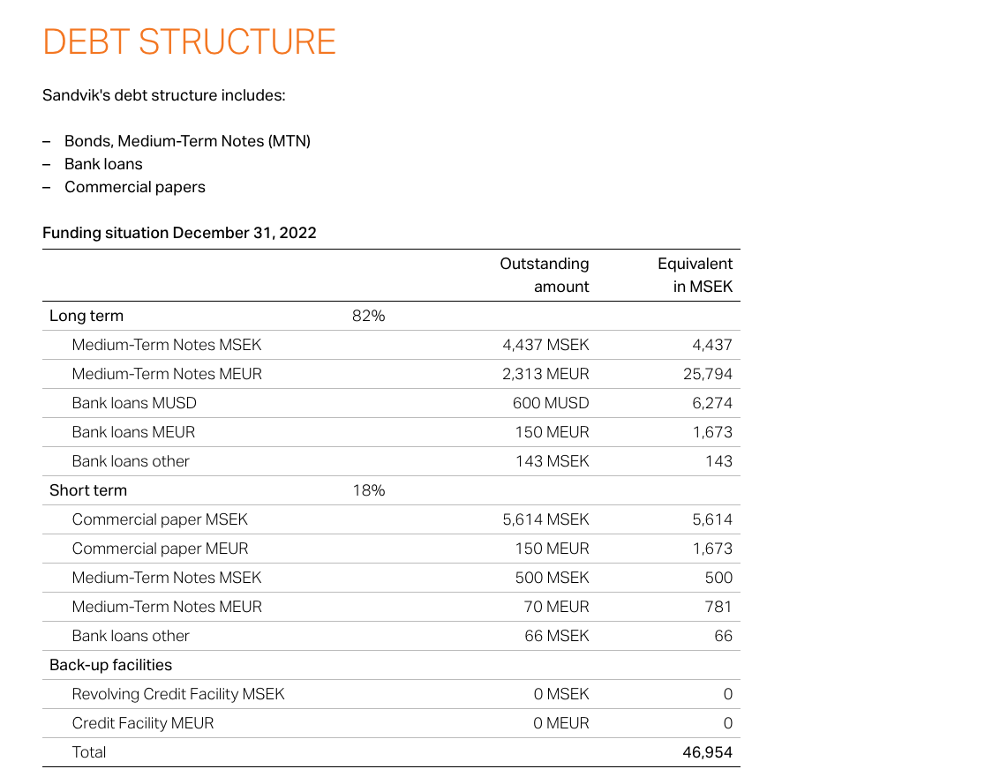 DEBT STRUCTURE
Sandvik's debt structure includes:
– Bonds, Medium-Term Notes (MTN)
– Bank loans
– Commercial papers
Funding situation December 31, 2022
Outstanding amount Equivalent in MSEK
Long term 82%
Medium-Term Notes MSEK 4,437 MSEK 4,437
Medium-Term Notes MEUR 2,313 MEUR 25,794
Bank loans MUSD 600 MUSD 6,274
Bank loans MEUR 150 MEUR 1,673
Bank loans other 143 MSEK 143
Short term 18%
Commercial paper MSEK 5,614 MSEK 5,614
Commercial paper MEUR 150 MEUR 1,673
Medium-Term Notes MSEK 500 MSEK 500
Medium-Term Notes MEUR 70 MEUR 781
Bank loans other 66 MSEK 66
Back-up facilities
Revolving Credit Facility MSEK 0 MSEK 0
Credit Facility MEUR 0 MEUR 0
Total 46,954